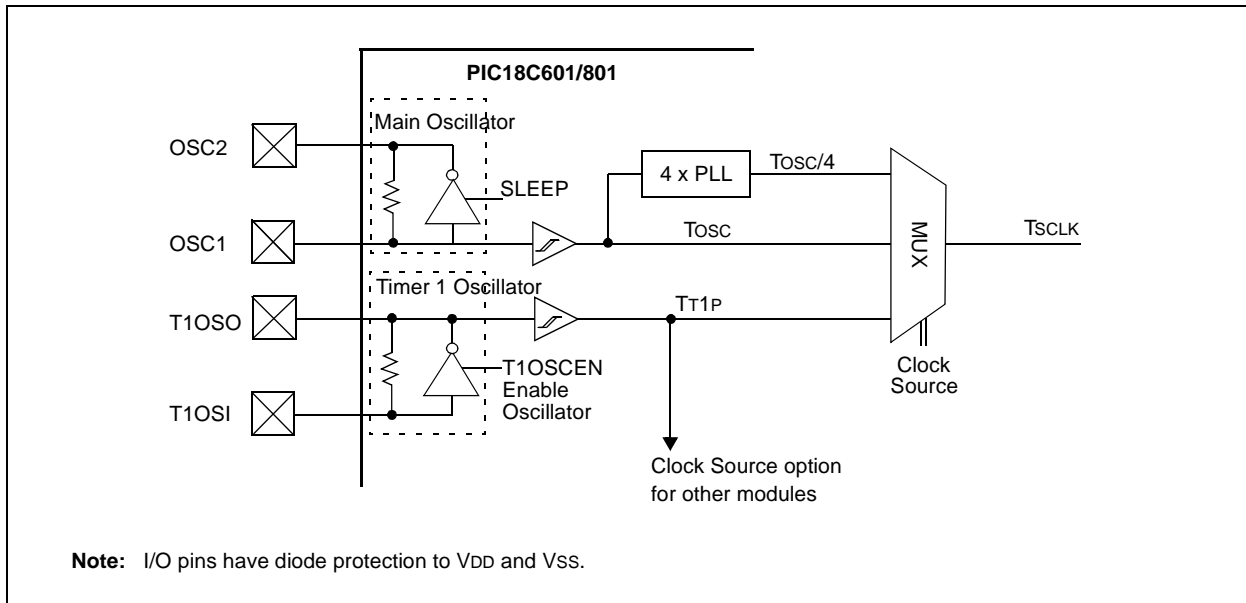 PIC18C601/801
Main Oscillator
OSC2
SLEEP
4 x PLL
TOSC/4
OSC1
TOSC
MUX
TSCLK
Timer 1 Oscillator
T1OSO
TT1P
T1OSCEN
Enable
Oscillator
Clock
Source
T1OSI
Clock Source option
for other modules
Note: I/O pins have diode protection to VDD and VSS.